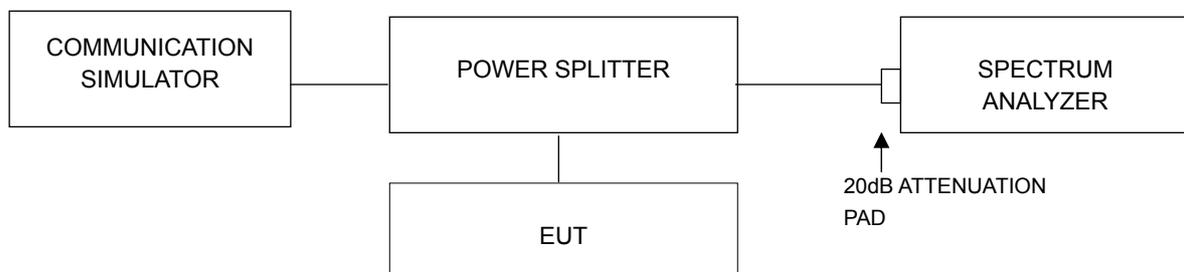 COMMUNICATION
SIMULATOR
POWER SPLITTER
SPECTRUM
ANALYZER
20dB ATTENUATION
PAD
EUT